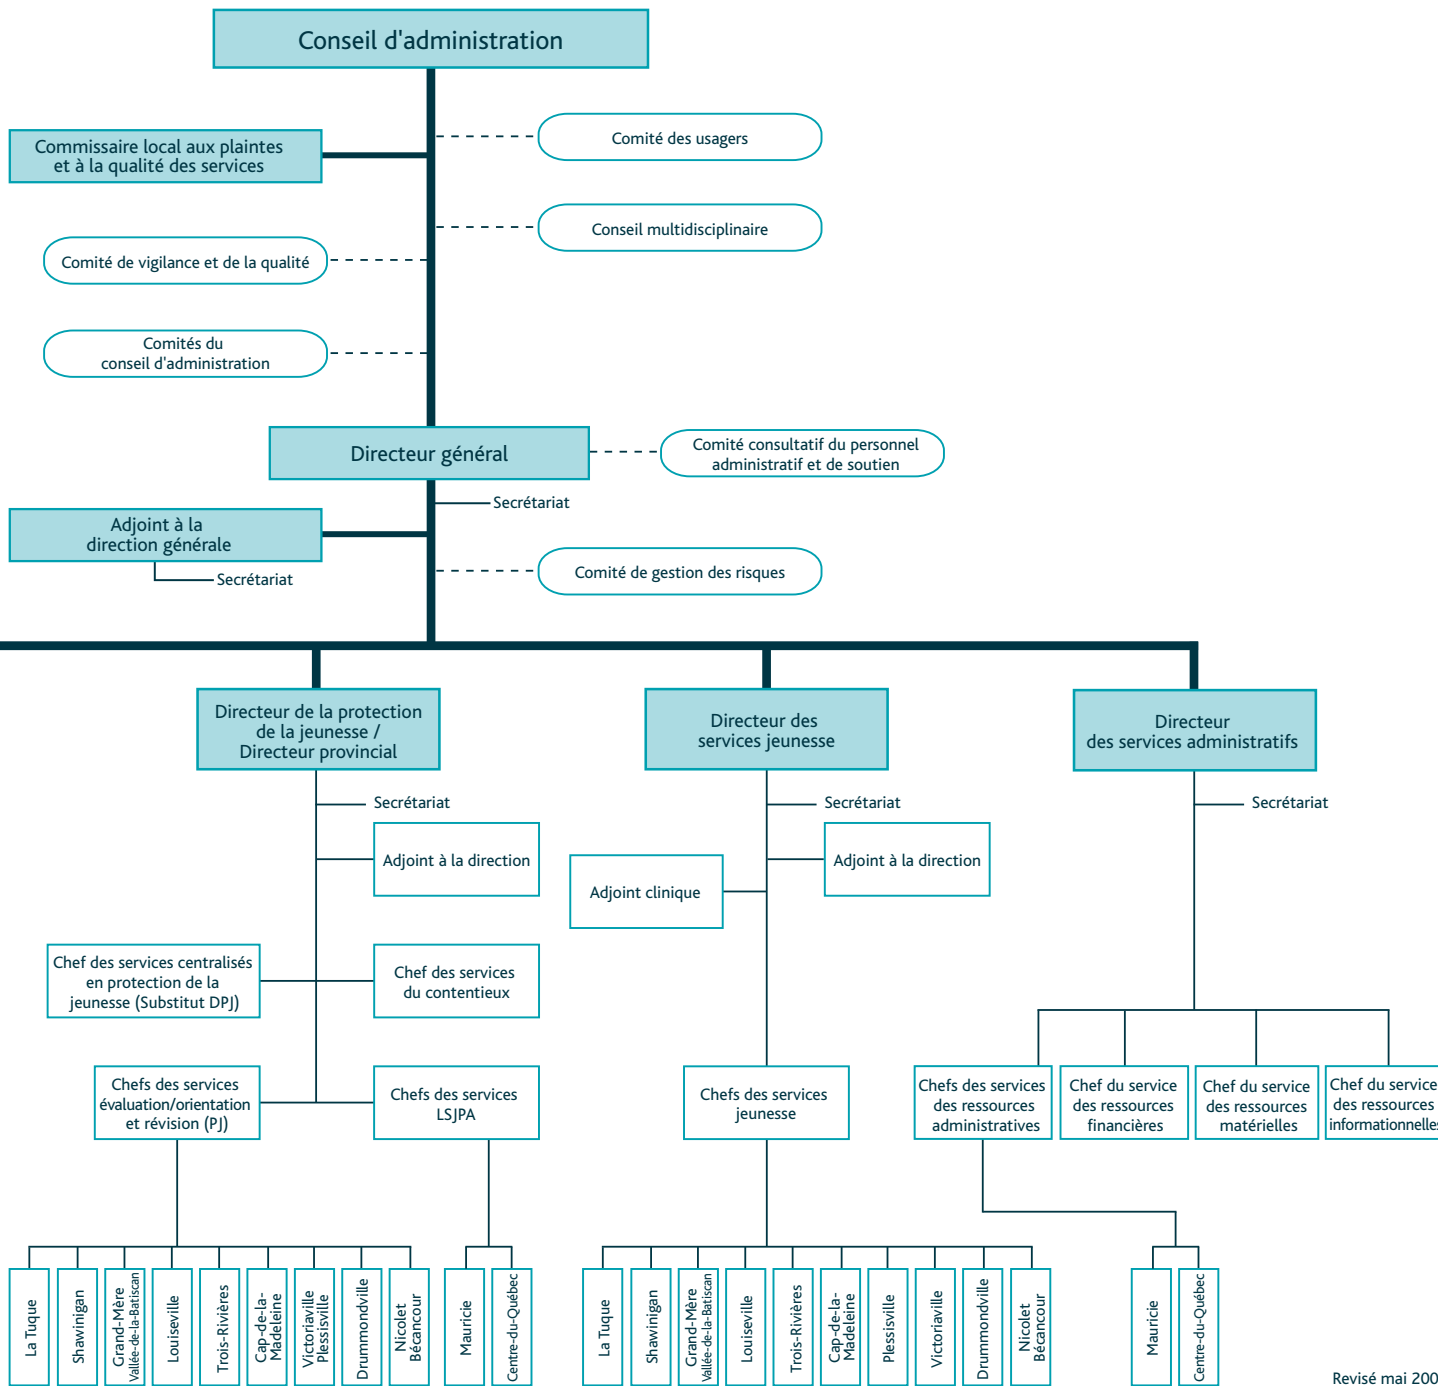 Conseil d'administration
Commissaire local aux plaintes
et à la qualité des services
Comité des usagers
Conseil multidisciplinaire
Comité de vigilance et de la qualité
Comités du
conseil d'administration
Directeur général
Comité consultatif du personnel
administratif et de soutien
Secrétariat
Adjoint à la
direction générale
Secrétariat
Comité de gestion des risques
Directeur de la protection
de la jeunesse /
Directeur provincial
Directeur des
services jeunesse
Directeur
des services administratifs
Secrétariat
Secrétariat
Secrétariat
Adjoint à la direction
Adjoint clinique
Adjoint à la direction
Chef des services centralisés
en protection de la
jeunesse (Substitut DPJ)
Chef des services
du contentieux
Chefs des services
évaluation/orientation
et révision (PJ)
Chefs des services
LSJPA
Chefs des services
jeunesse
Chefs des services
des ressources
administratives
Chef du service
des ressources
financières
Chef du service
des ressources
matérielles
Chef du service
des ressources
informationnelles
La Tuque
Shawinigan
Grand-Mère
Vallée-de-la-Batiscan
Louiseville
Trois-Rivières
Cap-de-la-
Madeleine
Victoriaville
Plessisville
Drummondville
Nicolet
Bécancour
Mauricie
Centre-du-Québec
La Tuque
Shawinigan
Grand-Mère
Vallée-de-la-Batiscan
Louiseville
Trois-Rivières
Cap-de-la-
Madeleine
Plessisville
Victoriaville
Drummondville
Nicolet
Bécancour
Mauricie
Centre-du-Québec
Revisé mai 200